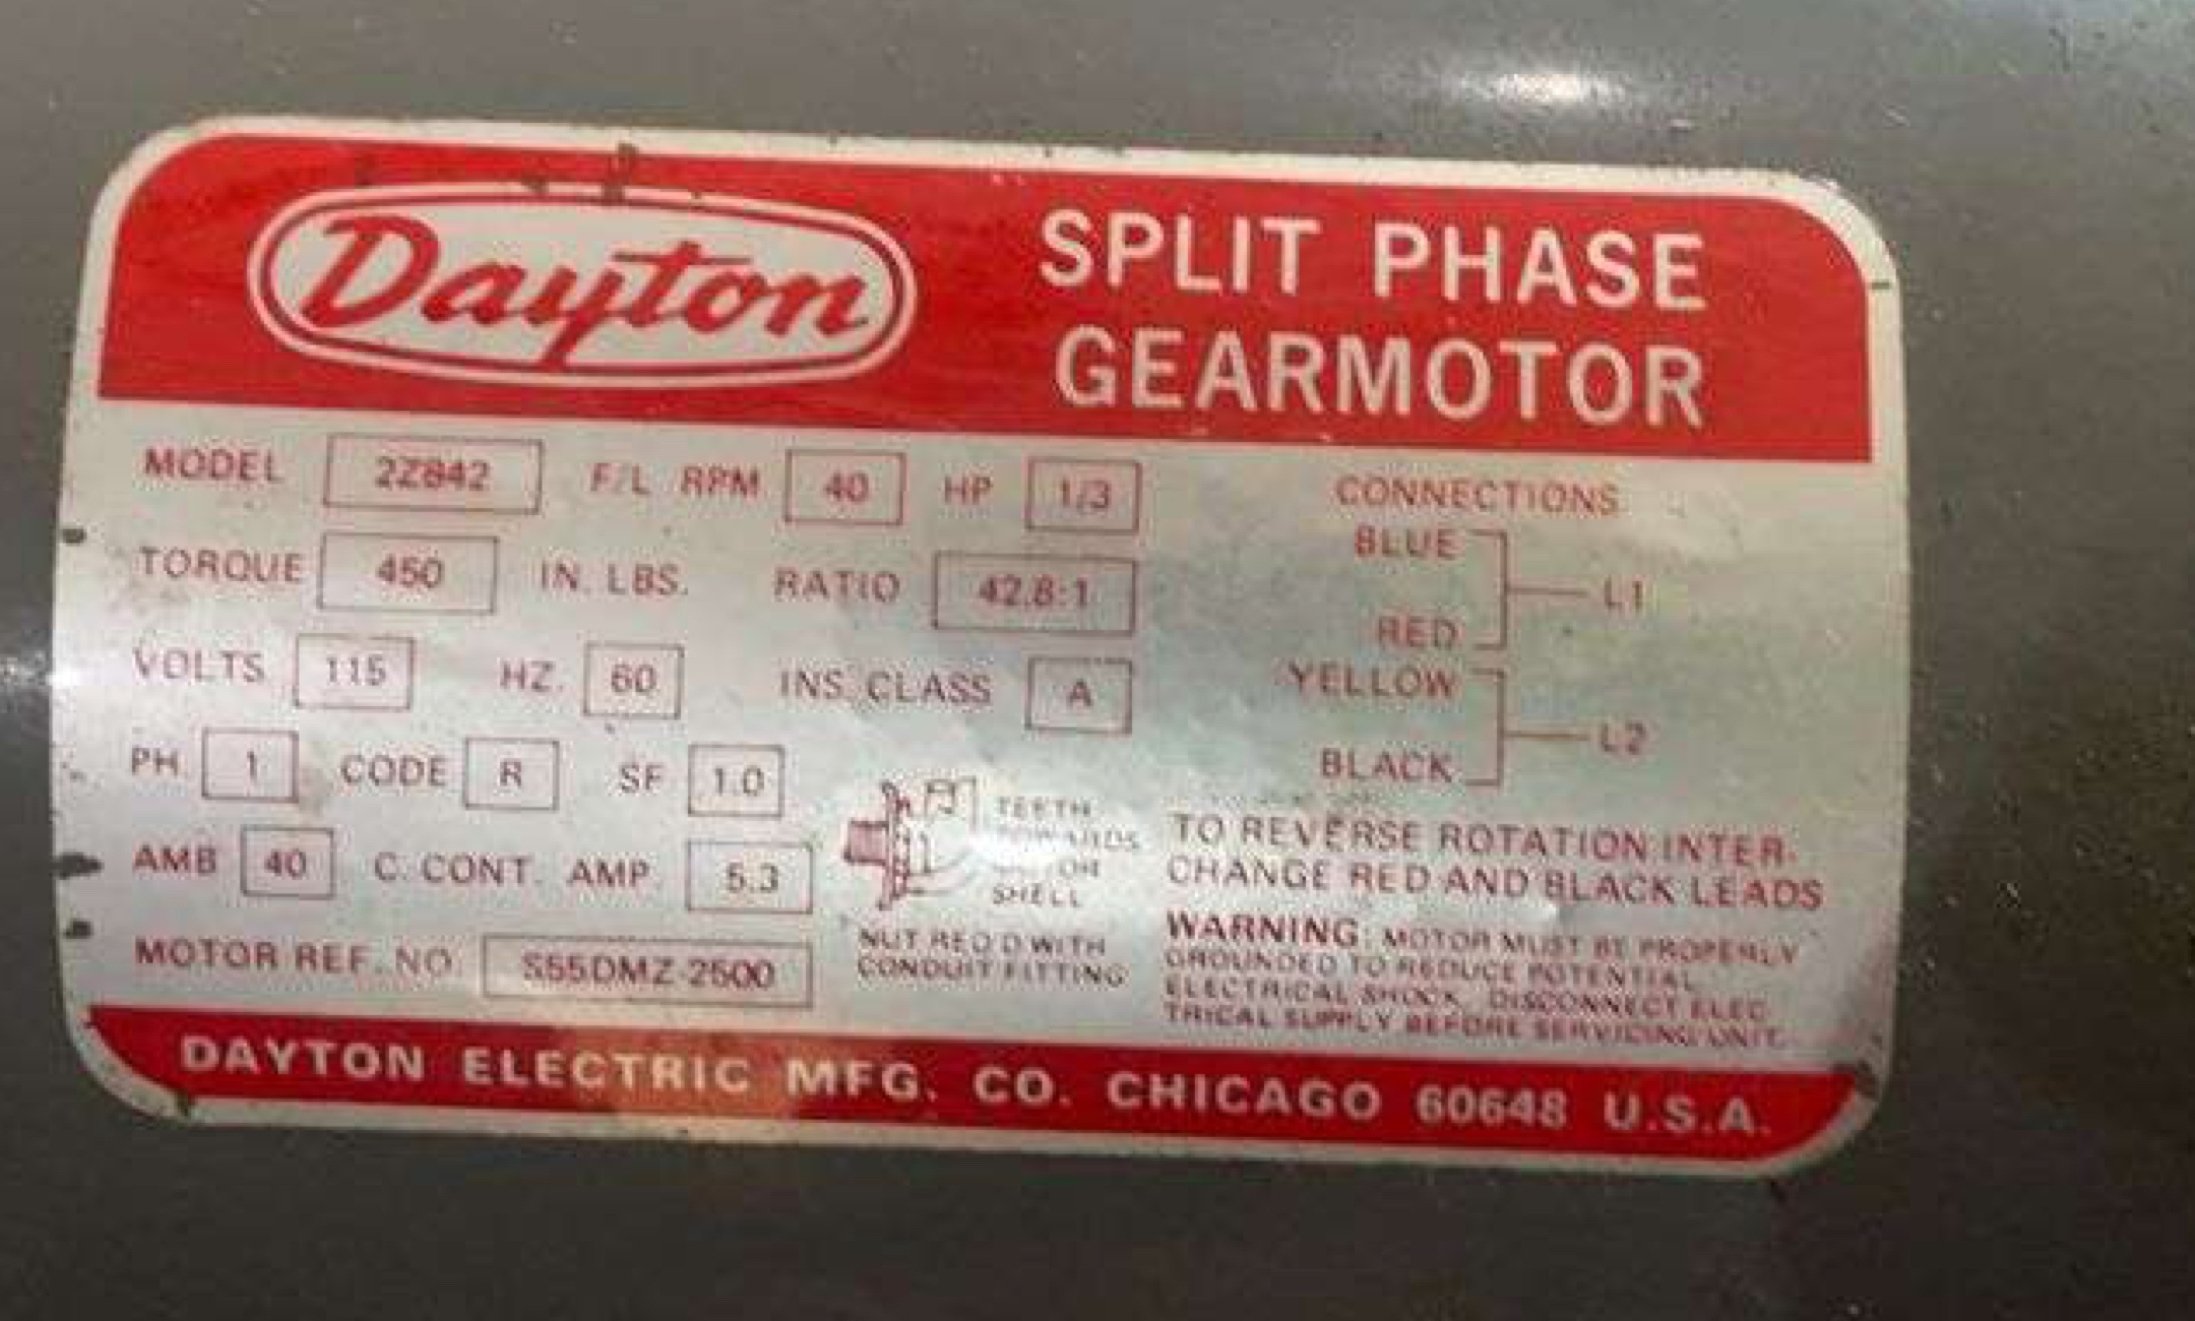 Dayton
SPLIT PHASE
GEARMOTOR
MODEL 2Z842 F/L RPM 40 HP 1/3
TORQUE 450 IN. LBS. RATIO 42.8:1
VOLTS 115 HZ. 60 INS. CLASS A
PH. 1 CODE R SF 1.0
AMB 40 C. CONT. AMP. 5.3
MOTOR REF. NO. S55DMZ-2500
TEETH
TOWARDS
OR
SHELL
NUT REQ'D WITH
CONDUIT FITTING
CONNECTIONS
BLUE
L1
RED
YELLOW
L2
BLACK
TO REVERSE ROTATION INTER-
CHANGE RED AND BLACK LEADS
WARNING: MOTOR MUST BE PROPERLY
GROUNDED TO REDUCE POTENTIAL
ELECTRICAL SHOCK. DISCONNECT ELEC-
TRICAL SUPPLY BEFORE SERVICING UNIT.
DAYTON ELECTRIC MFG. CO. CHICAGO 60648 U.S.A.